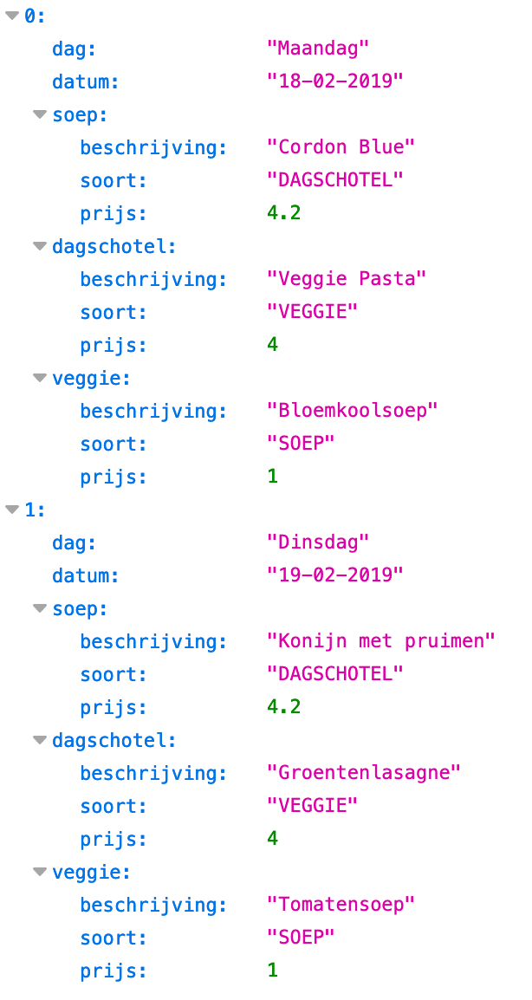 0:
dag: "Maandag"
datum: "18-02-2019"
soep:
beschrijving: "Cordon Blue"
soort: "DAGSCHOTEL"
prijs: 4.2
dagschotel:
beschrijving: "Veggie Pasta"
soort: "VEGGIE"
prijs: 4
veggie:
beschrijving: "Bloemkoolsoep"
soort: "SOEP"
prijs: 1
1:
dag: "Dinsdag"
datum: "19-02-2019"
soep:
beschrijving: "Konijn met pruimen"
soort: "DAGSCHOTEL"
prijs: 4.2
dagschotel:
beschrijving: "Groentenlasagne"
soort: "VEGGIE"
prijs: 4
veggie:
beschrijving: "Tomatensoep"
soort: "SOEP"
prijs: 1